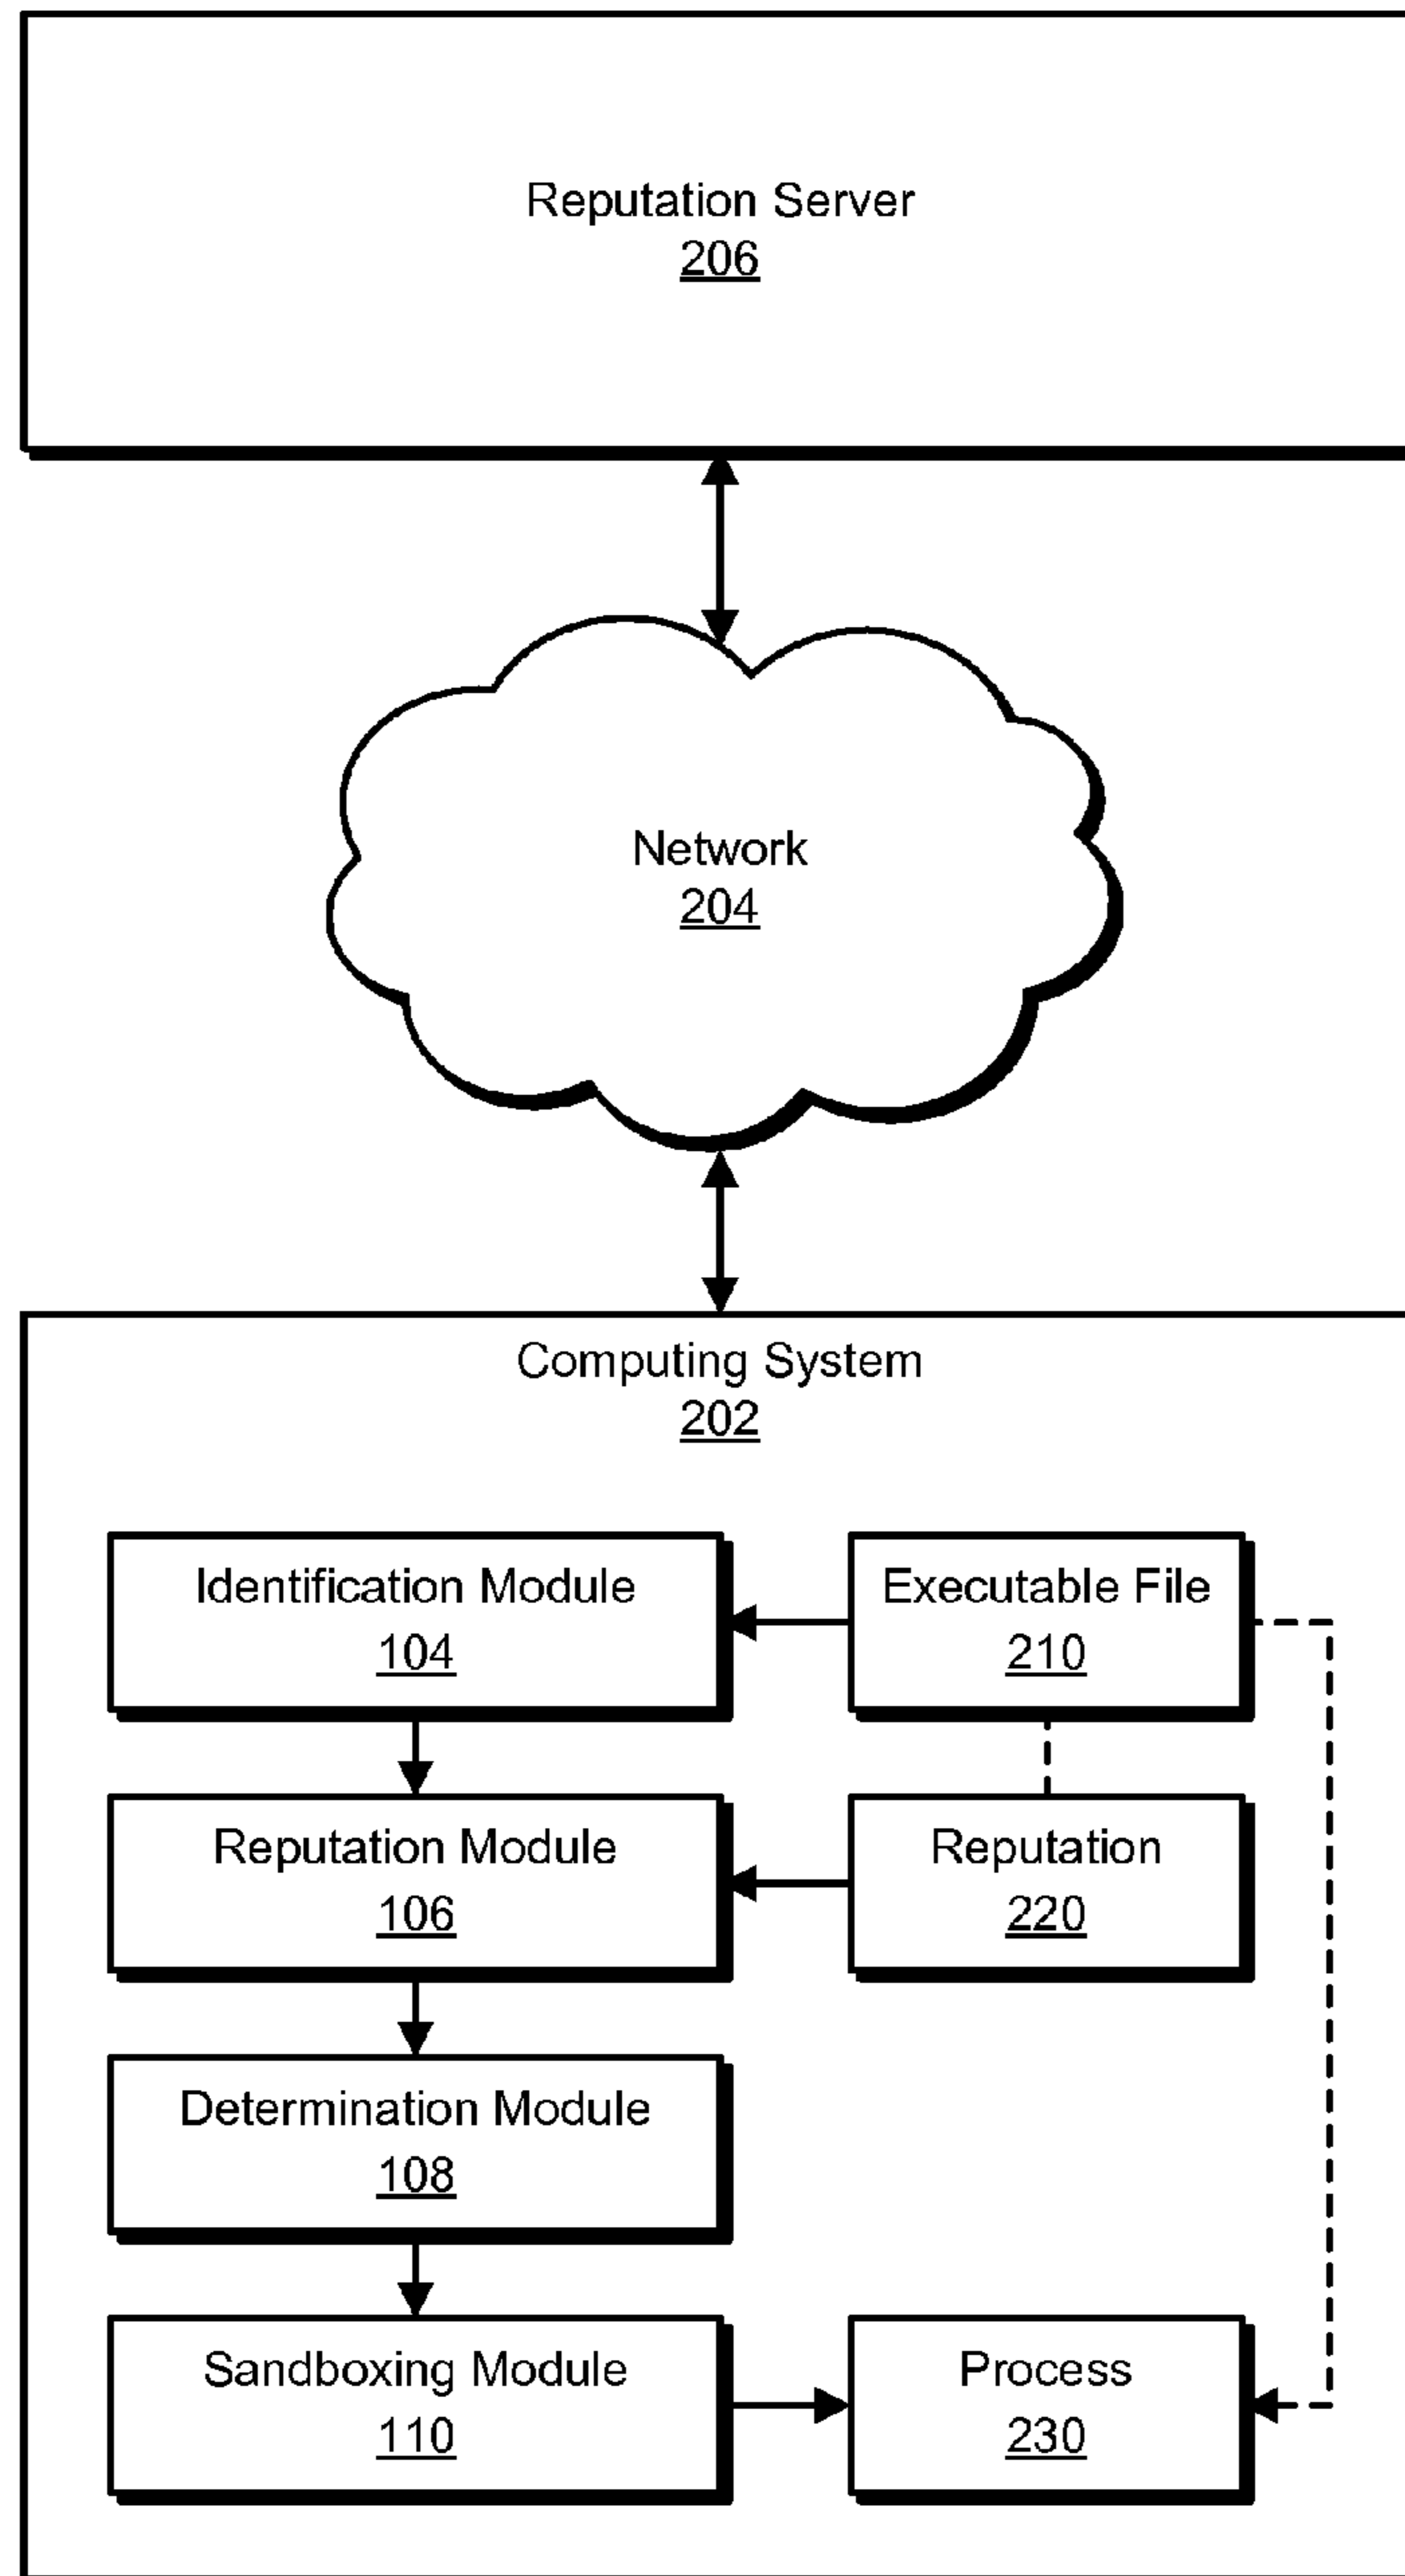 Reputation Server
206
Network
204
Computing System
202
Identification Module
104
Executable File
210
Reputation Module
106
Reputation
220
Determination Module
108
Sandboxing Module
110
Process
230